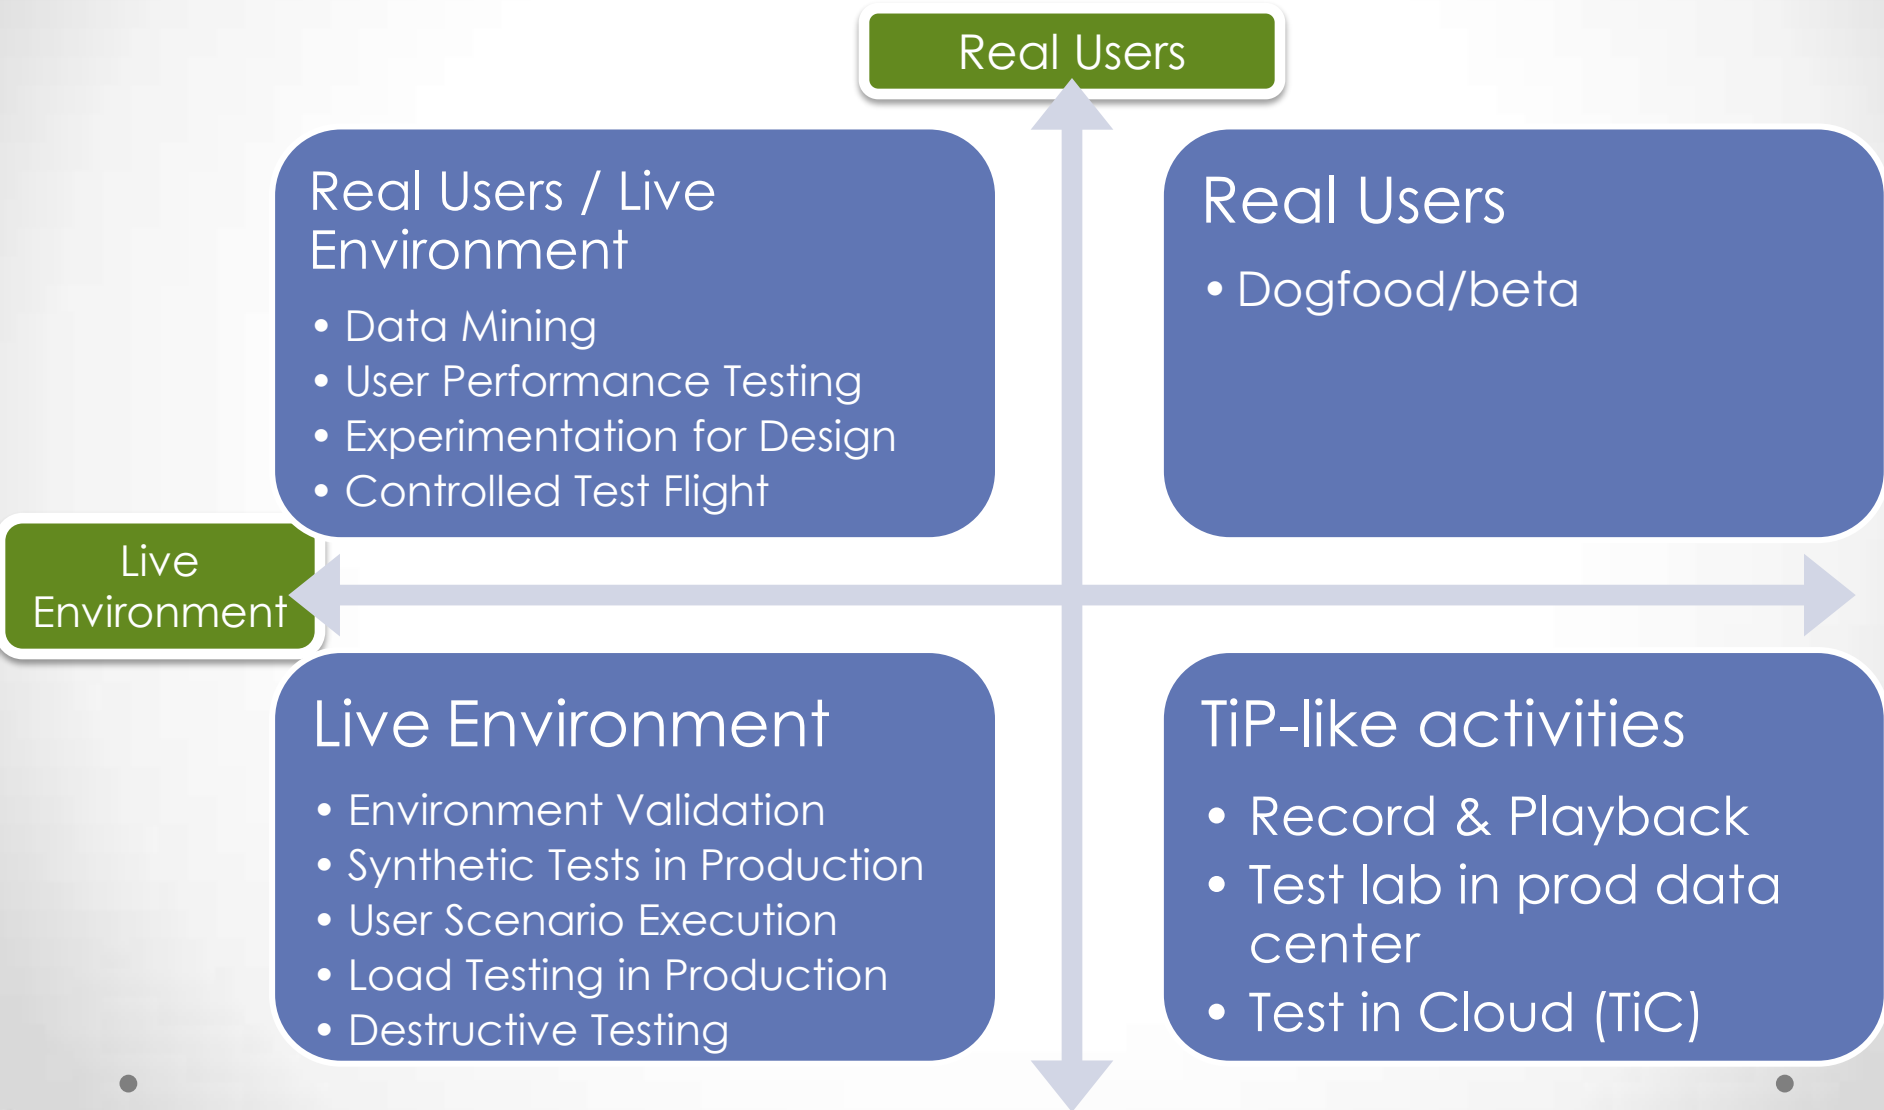 Real Users
Real Users / Live
Environment
• Data Mining
• User Performance Testing
• Experimentation for Design
• Controlled Test Flight
Real Users
• Dogfood/beta
Live
Environment
Live Environment
• Environment Validation
• Synthetic Tests in Production
• User Scenario Execution
• Load Testing in Production
• Destructive Testing
TiP-like activities
• Record & Playback
• Test lab in prod data
center
• Test in Cloud (TiC)